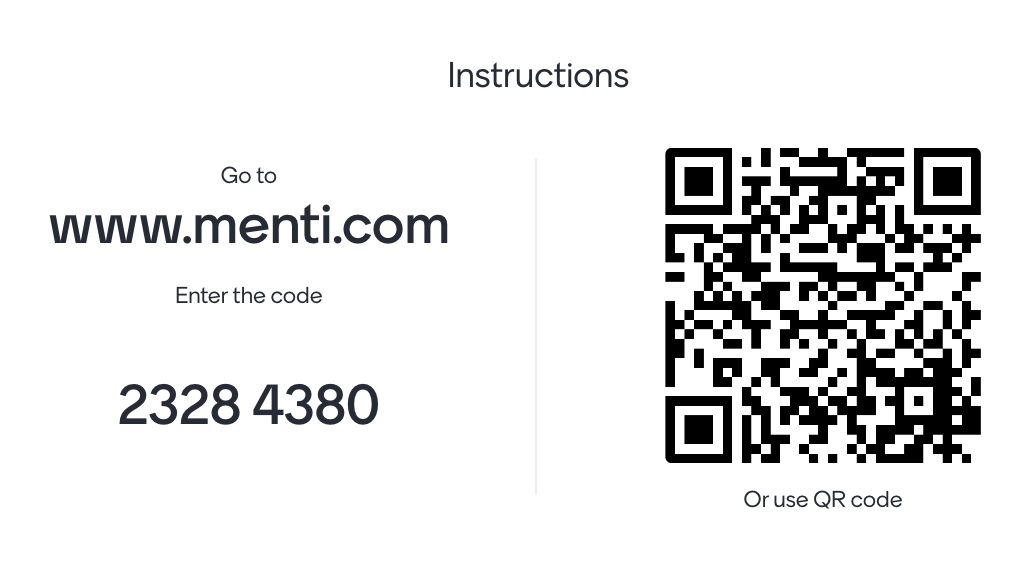 Instructions
Go to
www.menti.com
Enter the code
2328 4380
Or use QR code